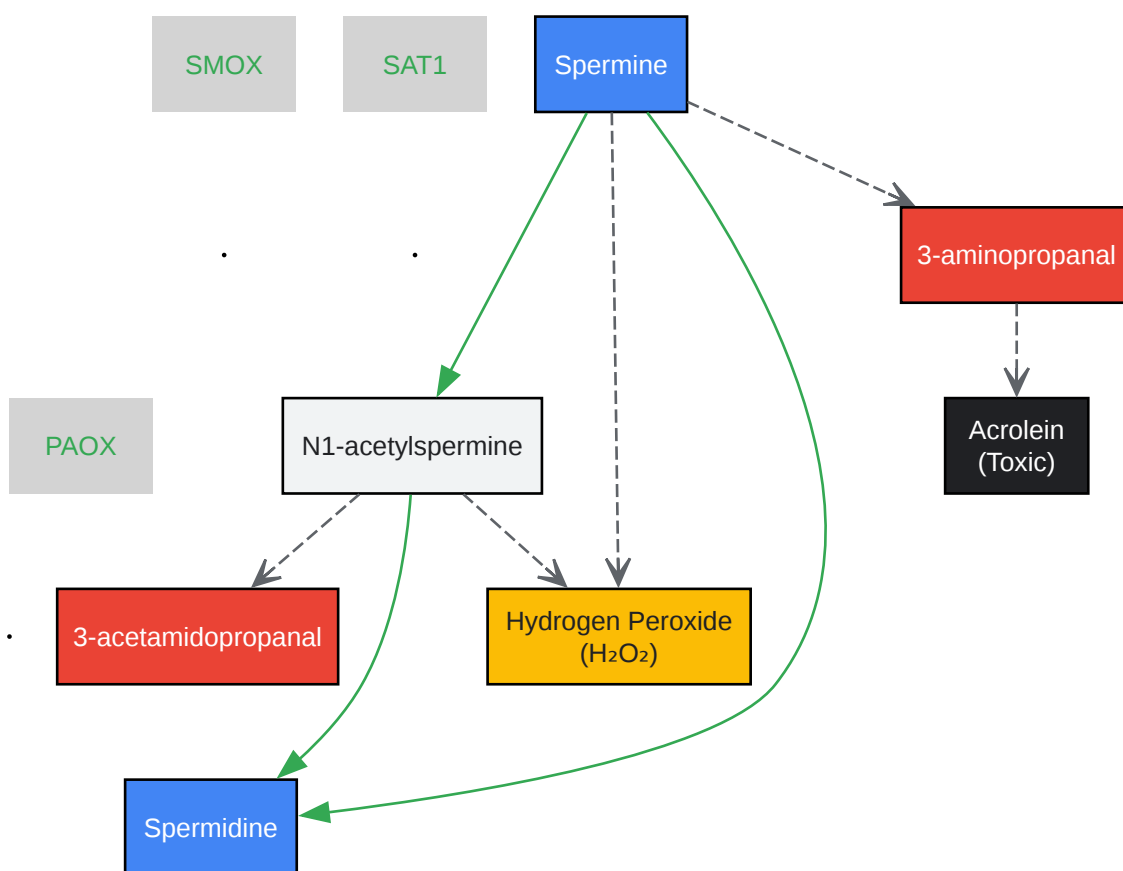 SMOX
SAT1
Spermine
3-aminopropanal
PAOX
N1-acetylspermine
Acrolein
(Toxic)
3-acetamidopropanal
Hydrogen Peroxide
(H₂O₂)
Spermidine